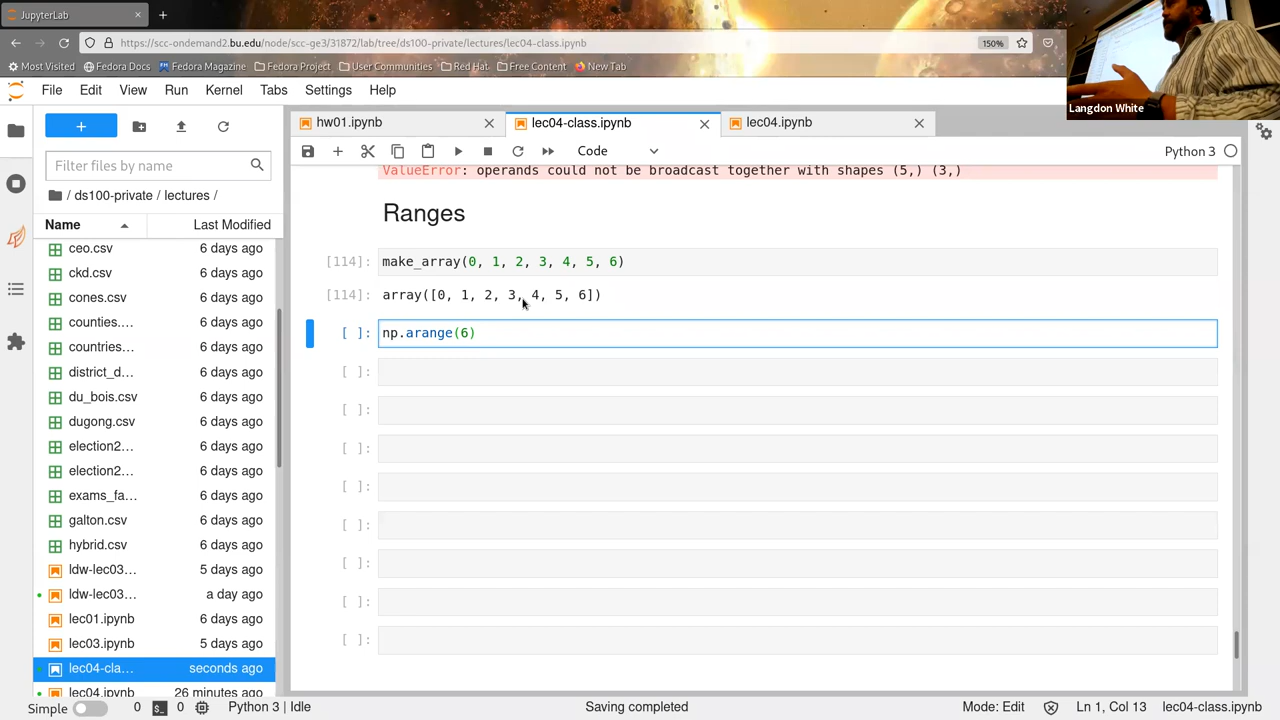 JupyterLab
https://scc-ondemand2.bu.edu/node/scc-ge3/31872/lab/tree/ds100-private/lectures/lec04-class.ipynb
150%
Most Visited
Fedora Docs
Fedora Magazine
Fedora Project
User Communities
Red Hat
Free Content
New Tab
Langdon White
File Edit View Run Kernel Tabs Settings Help
hw01.ipynb
lec04-class.ipynb
lec04.ipynb
Code
Python 3
Filter files by name
/ ds100-private / lectures /
Name
Last Modified
ceo.csv 6 days ago
ckd.csv 6 days ago
cones.csv 6 days ago
counties.... 6 days ago
countries... 6 days ago
district_d... 6 days ago
du_bois.csv 6 days ago
dugong.csv 6 days ago
election2... 6 days ago
election2... 6 days ago
exams_fa... 6 days ago
galton.csv 6 days ago
hybrid.csv 6 days ago
ldw-lec03... 5 days ago
ldw-lec03... a day ago
lec01.ipynb 6 days ago
lec03.ipynb 5 days ago
lec04-cla... seconds ago
lec04.ipynb 26 minutes ago
ValueError: operands could not be broadcast together with shapes (5,) (3,)
Ranges
[114]: make_array(0, 1, 2, 3, 4, 5, 6)
[114]: array([0, 1, 2, 3, 4, 5, 6])
[ ]: np.arange(6)
[ ]:
[ ]:
[ ]:
[ ]:
[ ]:
[ ]:
[ ]:
[ ]:
Simple 0 $_ 0 Python 3 | Idle Saving completed Mode: Edit Ln 1, Col 13 lec04-class.ipynb